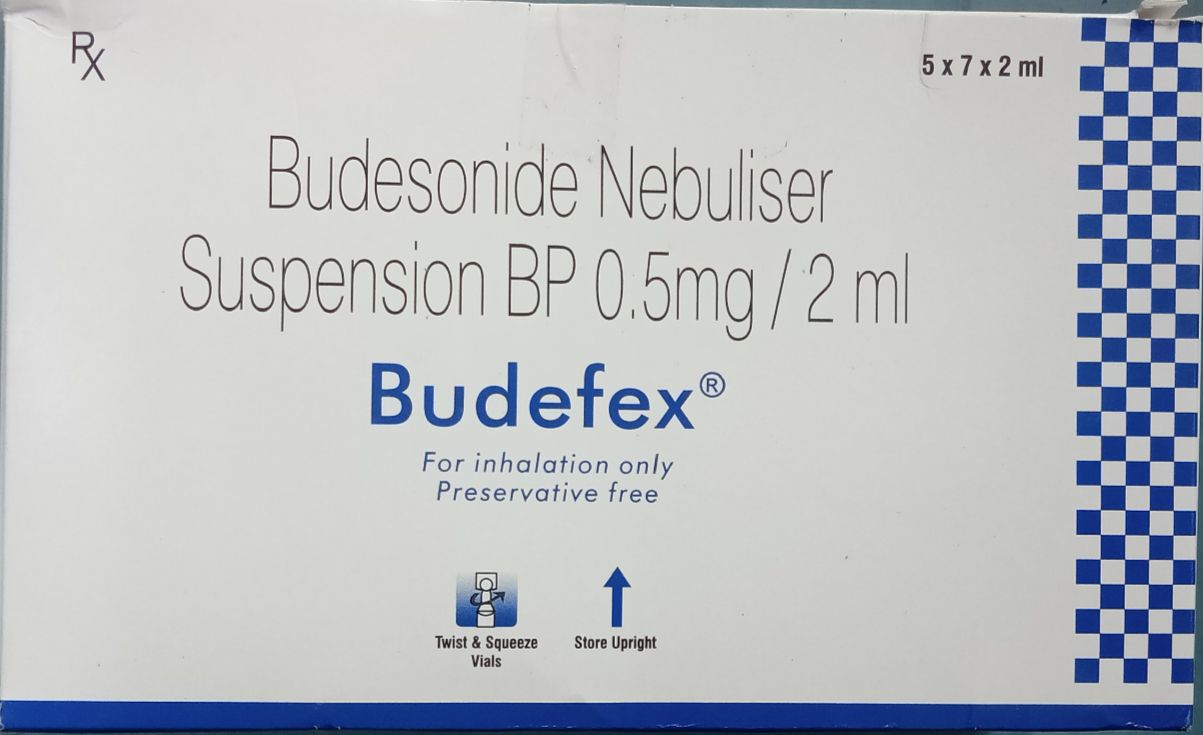 Rx
5 x 7 x 2 ml
Budesonide Nebuliser
Suspension BP 0.5mg / 2 ml
Budefex®
For inhalation only
Preservative free
Twist & Squeeze
Vials
Store Upright